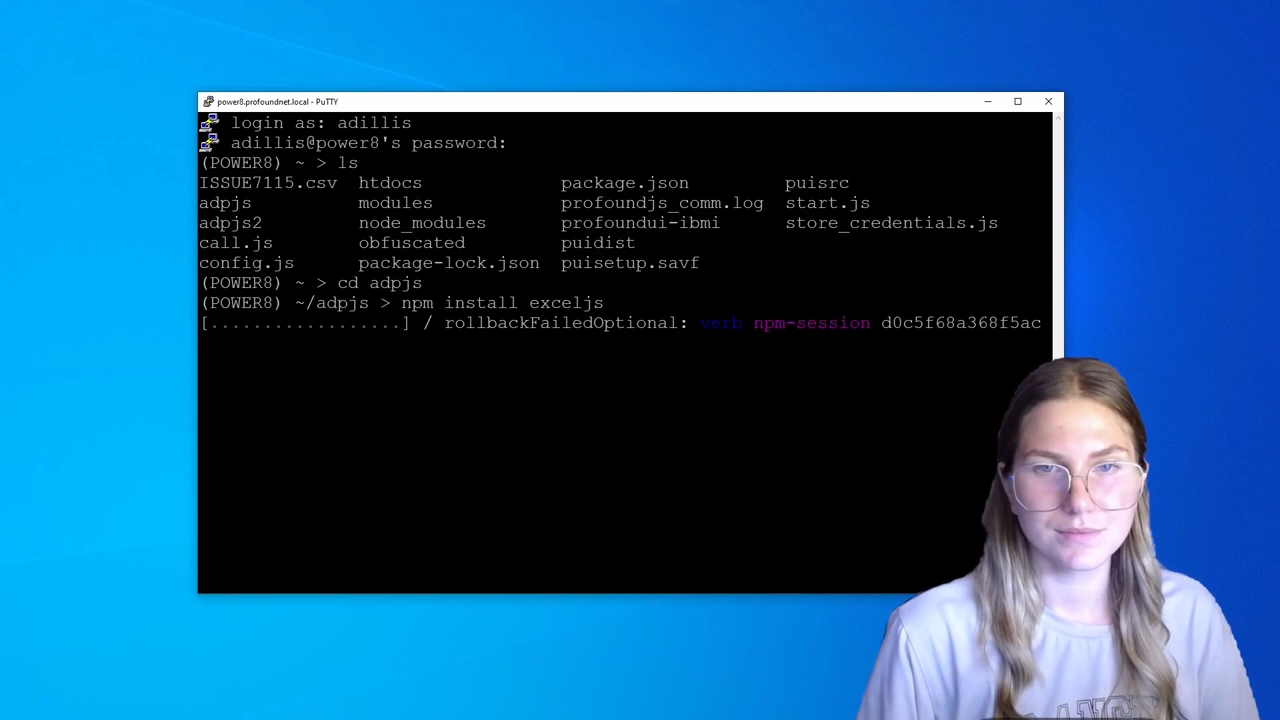 power8.profoundnet.local - PuTTY
login as: adillis
adillis@power8's password:
(POWER8) ~ > ls
ISSUE7115.csv htdocs package.json puisrc
adpjs modules profoundjs_comm.log start.js
adpjs2 node_modules profoundui-ibmi store_credentials.js
call.js obfuscated puidist
config.js package-lock.json puisetup.savf
(POWER8) ~ > cd adpjs
(POWER8) ~/adpjs > npm install exceljs
[..................] / rollbackFailedOptional: verb npm-session d0c5f68a368f5ac